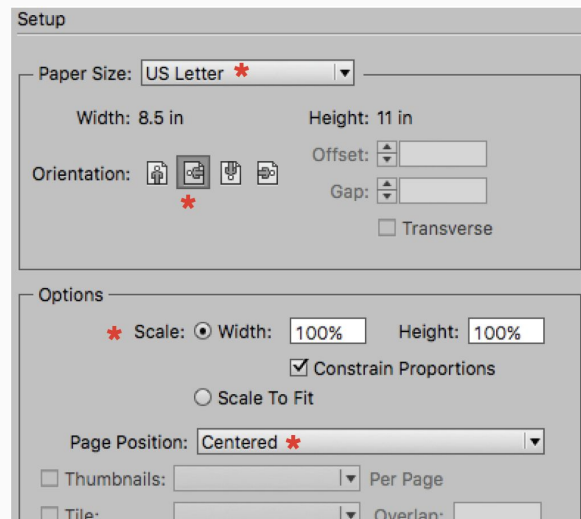 Setup
Paper Size: US Letter *
Width: 8.5 in Height: 11 in
Orientation: Offset:
*
Gap:
Transverse
Options
* Scale: Width: 100% Height: 100%
Constrain Proportions
Scale To Fit
Page Position: Centered *
Thumbnails: Per Page
Tile: Overlap: